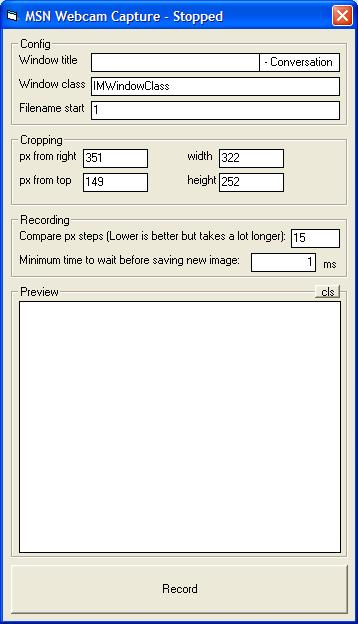 MSN Webcam Capture - Stopped
Config
Window title - Conversation
Window class IMWindowClass
Filename start 1
Cropping
px from right 351 width 322
px from top 149 height 252
Recording
Compare px steps (Lower is better but takes a lot longer): 15
Minimum time to wait before saving new image: 1 ms
Preview cls
Record